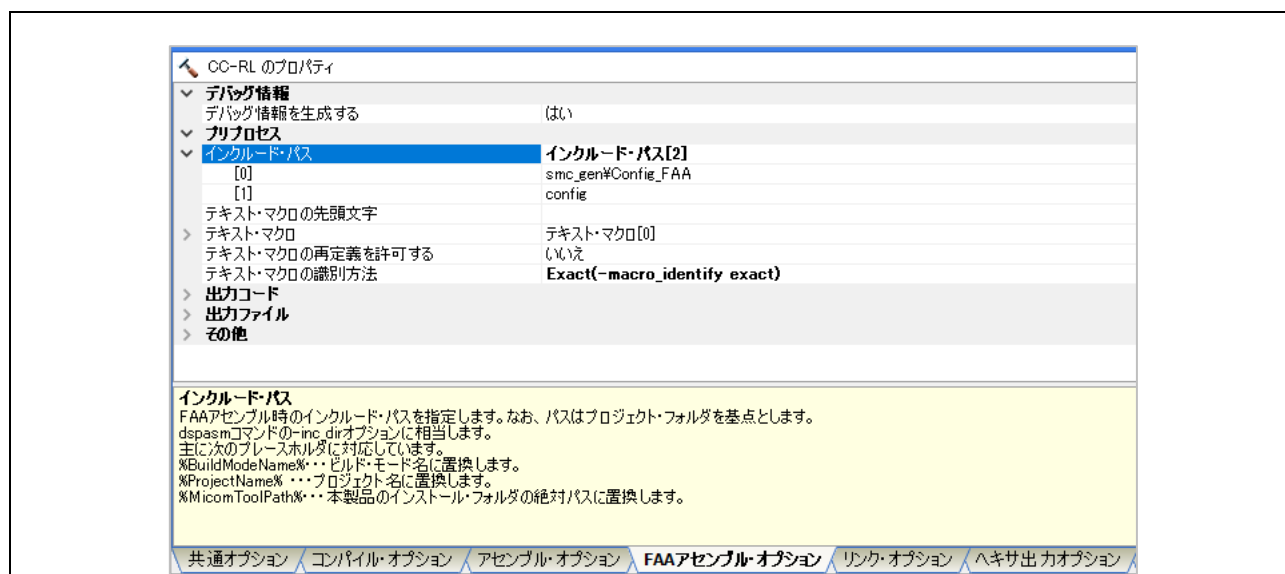 CC-RL のプロパティ
デバッグ情報
デバッグ情報を生成する はい
プリプロセス
インクルード・パス インクルード・パス[2]
[0] smc_gen¥Config_FAA
[1] config
テキスト・マクロの先頭文字
テキスト・マクロ テキスト・マクロ[0]
テキスト・マクロの再定義を許可する いいえ
テキスト・マクロの識別方法 Exact(-macro_identify exact)
出力コード
出力ファイル
その他
インクルード・パス
FAAアセンブル時のインクルード・パスを指定します。なお、パスはプロジェクト・フォルダを基点とします。
dspasmコマンドの-inc_dirオプションに相当します。
主に次のプレースホルダに対応しています。
%BuildModeName%・・・ビルド・モード名に置換します。
%ProjectName% ・・・プロジェクト名に置換します。
%MicomToolPath%・・・本製品のインストール・フォルダの絶対パスに置換します。
共通オプション コンパイル・オプション アセンブル・オプション FAAアセンブル・オプション リンク・オプション ヘキサ出力オプション